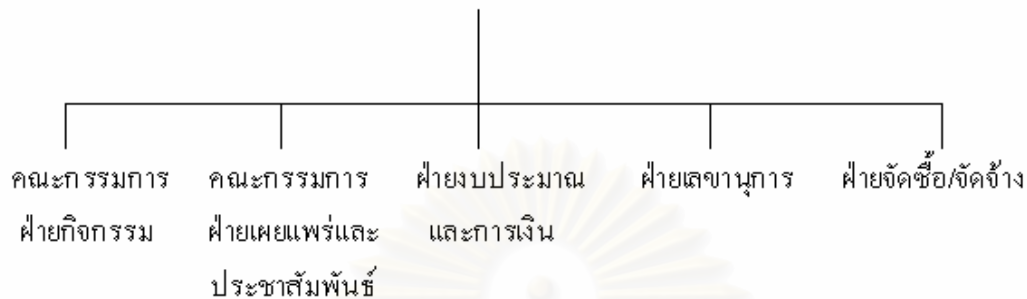 คณะกรรมการ
ฝ่ายกิจกรรม
คณะกรรมการ
ฝ่ายเผยแพร่และ
ประชาสัมพันธ์
ฝ่ายงบประมาณ
และการเงิน
ฝ่ายเลขานุการ
ฝ่ายจัดซื้อ/จัดจ้าง